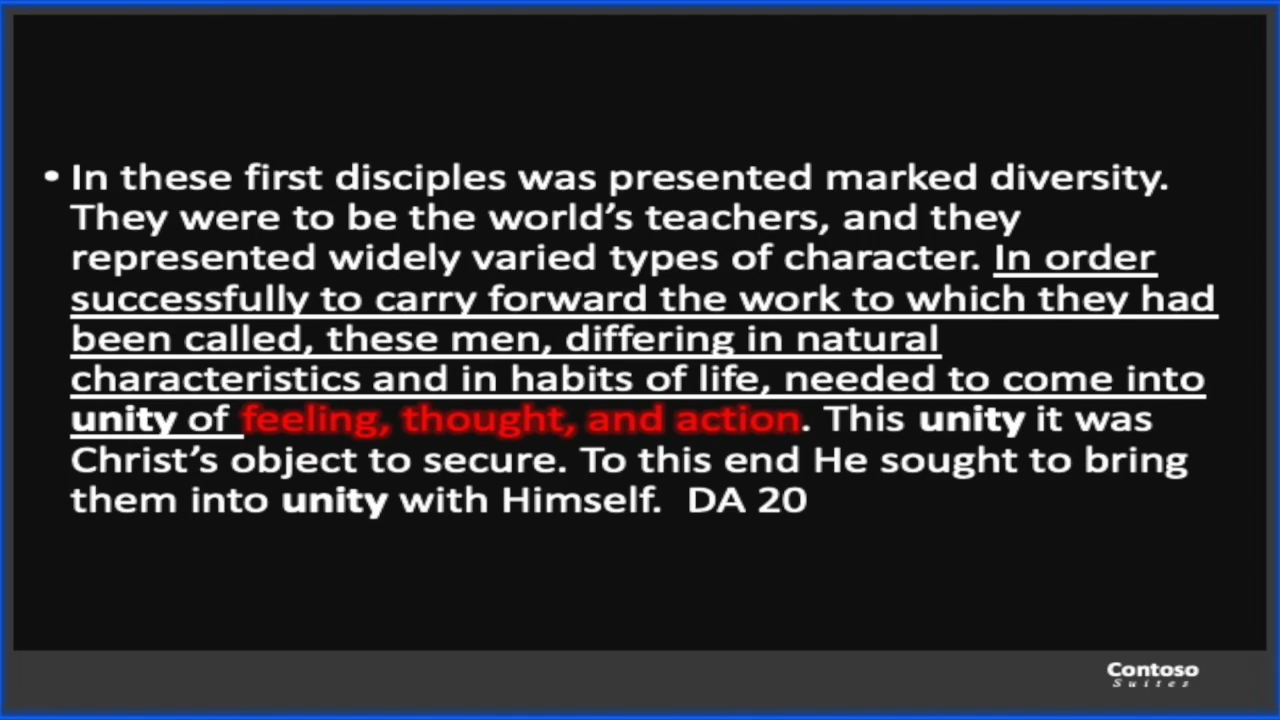 • In these first disciples was presented marked diversity.
They were to be the world’s teachers, and they
represented widely varied types of character. In order
successfully to carry forward the work to which they had
been called, these men, differing in natural
characteristics and in habits of life, needed to come into
unity of feeling, thought, and action. This unity it was
Christ’s object to secure. To this end He sought to bring
them into unity with Himself.  DA 20
Contoso
Suites